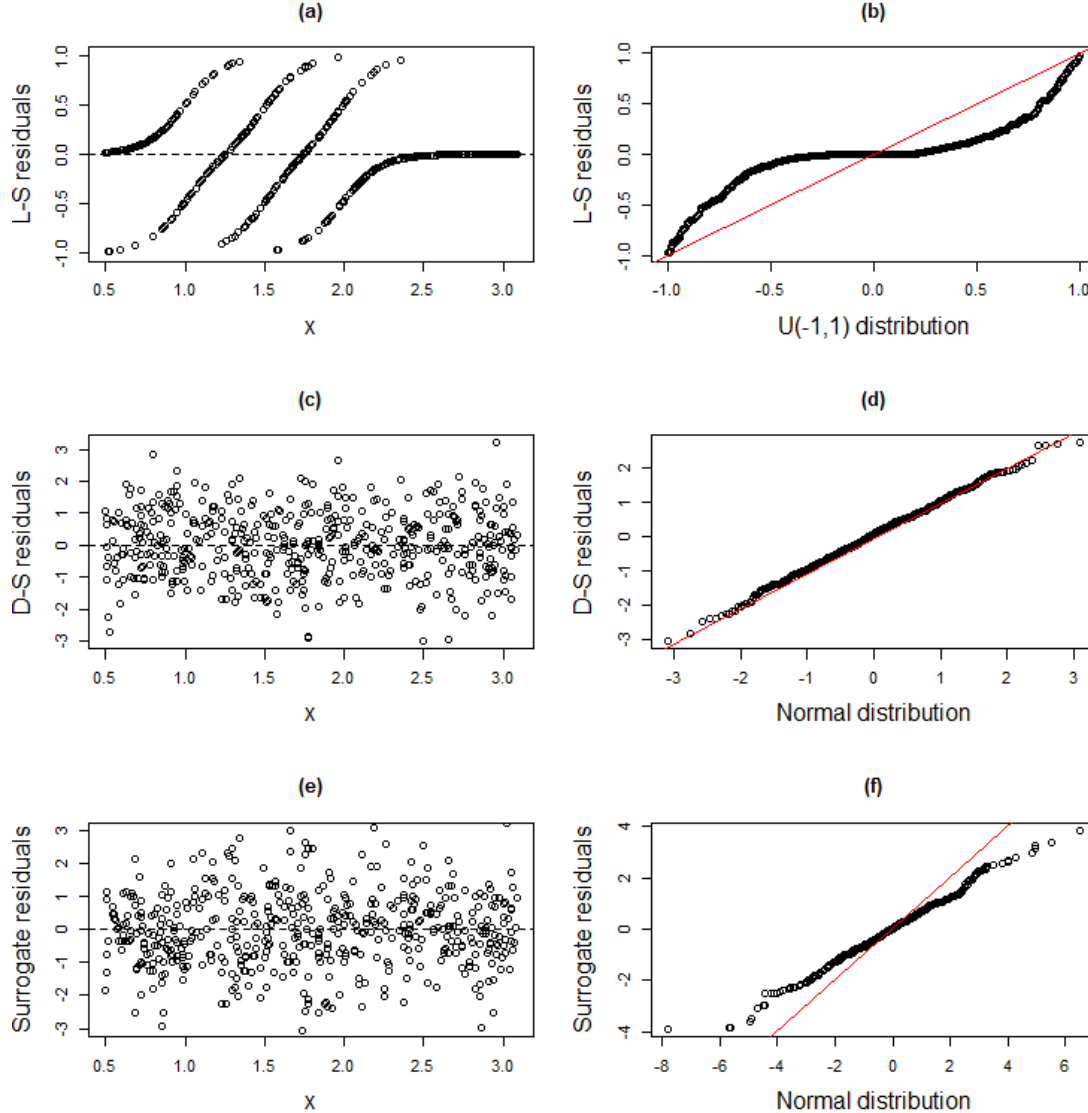 (a)
L-S residuals
1.0
0.5
0.0
-0.5
-1.0
0.5 1.0 1.5 2.0 2.5 3.0
x
(b)
L-S residuals
1.0
0.5
0.0
-0.5
-1.0
-1.0 -0.5 0.0 0.5 1.0
U(-1,1) distribution
(c)
D-S residuals
3
2
1
0
-1
-2
-3
0.5 1.0 1.5 2.0 2.5 3.0
x
(d)
D-S residuals
2
1
0
-1
-2
-3
-3 -2 -1 0 1 2 3
Normal distribution
(e)
Surrogate residuals
3
2
1
0
-1
-2
-3
0.5 1.0 1.5 2.0 2.5 3.0
x
(f)
Surrogate residuals
4
2
0
-2
-4
-8 -6 -4 -2 0 2 4 6
Normal distribution